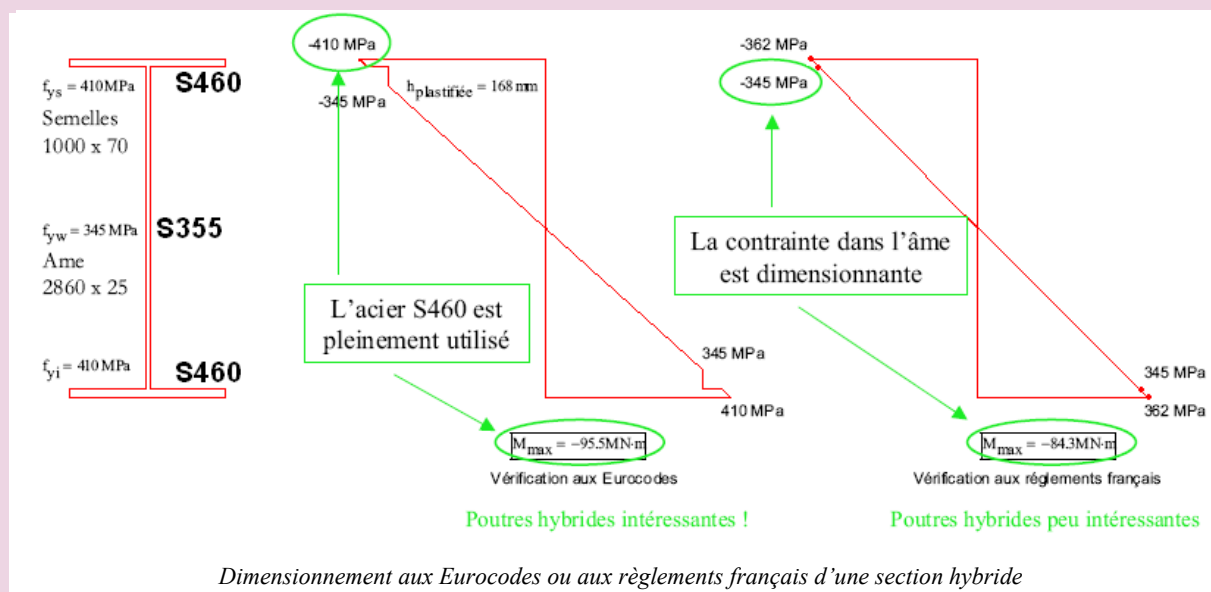 f_ys = 410MPa
S460
Semelles
1000 x 70
f_yw = 345 MPa
S355
Ame
2860 x 25
f_yi = 410 MPa
S460
-410 MPa
-345 MPa
h_plastifiée = 168 mm
L'acier S460 est
pleinement utilisé
345 MPa
410 MPa
M_max = −95.5MN·m
Vérification aux Eurocodes
Poutres hybrides intéressantes !
-362 MPa
-345 MPa
La contrainte dans l'âme
est dimensionnante
345 MPa
362 MPa
M_max = −84.3MN·m
Vérification aux réglements français
Poutres hybrides peu intéressantes
Dimensionnement aux Eurocodes ou aux règlements français d'une section hybride